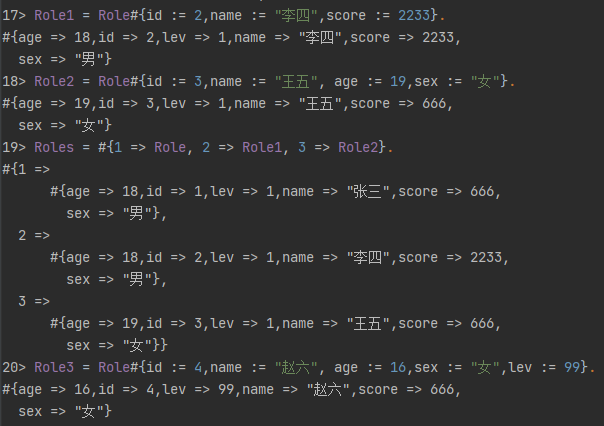 17> Role1 = Role#{id := 2,name := "李四",score := 2233}.
#{age => 18,id => 2,lev => 1,name => "李四",score => 2233,
  sex => "男"}
18> Role2 = Role#{id := 3,name := "王五", age := 19,sex := "女"}.
#{age => 19,id => 3,lev => 1,name => "王五",score => 666,
  sex => "女"}
19> Roles = #{1 => Role, 2 => Role1, 3 => Role2}.
#{1 =>
      #{age => 18,id => 1,lev => 1,name => "张三",score => 666,
        sex => "男"},
  2 =>
      #{age => 18,id => 2,lev => 1,name => "李四",score => 2233,
        sex => "男"},
  3 =>
      #{age => 19,id => 3,lev => 1,name => "王五",score => 666,
        sex => "女"}}
20> Role3 = Role#{id := 4,name := "赵六", age := 16,sex := "女",lev := 99}.
#{age => 16,id => 4,lev => 99,name => "赵六",score => 666,
  sex => "女"}